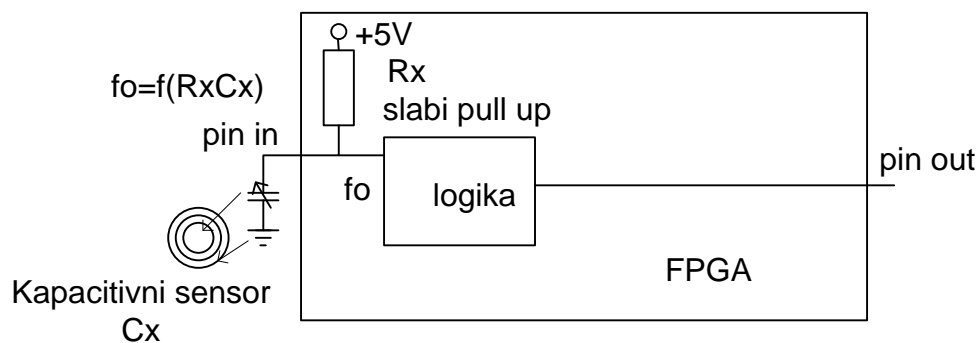 +5V
fo=f(RxCx)
Rx
slabi pull up
pin in
pin out
fo
logika
FPGA
Kapacitivni sensor
Cx